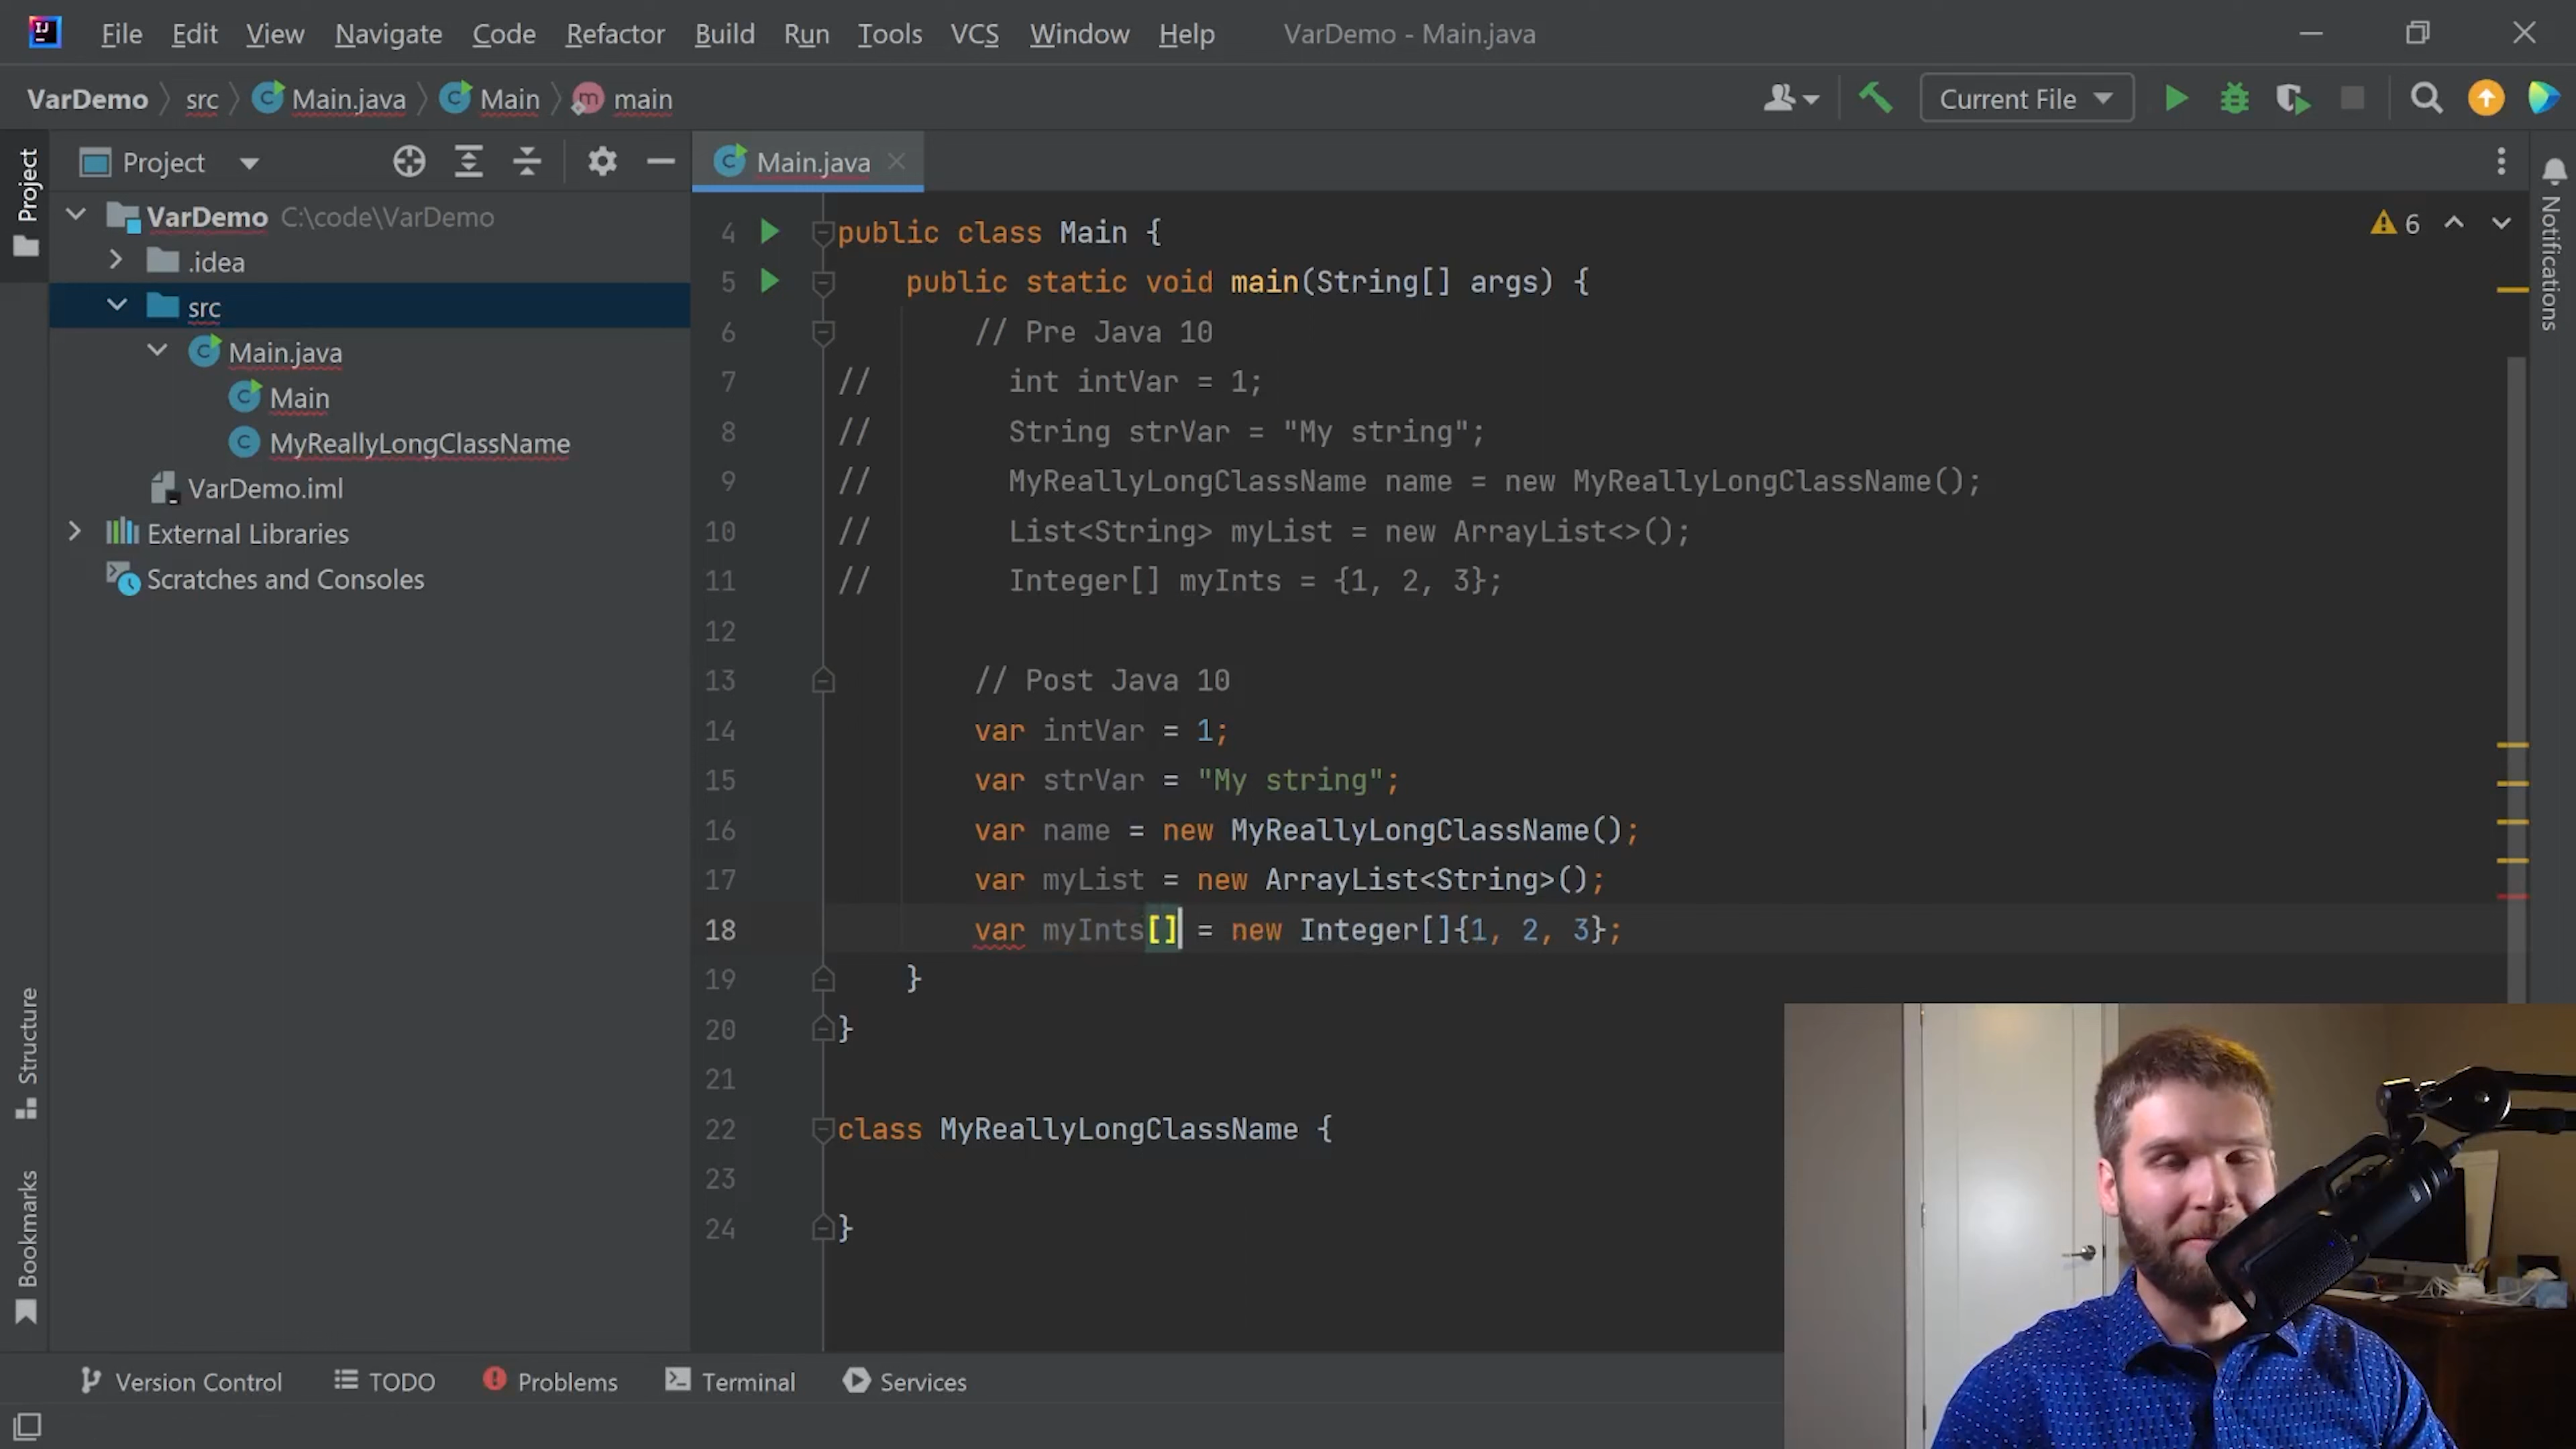 File Edit View Navigate Code Refactor Build Run Tools VCS Window Help VarDemo - Main.java
VarDemo src Main.java Main main Current File
Project
Project
Main.java
VarDemo C:\code\VarDemo
.idea
src
Main.java
Main
MyReallyLongClassName
VarDemo.iml
External Libraries
Scratches and Consoles
6
4 public class Main {
5 public static void main(String[] args) {
6 // Pre Java 10
7 // int intVar = 1;
8 // String strVar = "My string";
9 // MyReallyLongClassName name = new MyReallyLongClassName();
10 // List<String> myList = new ArrayList<>();
11 // Integer[] myInts = {1, 2, 3};
12
13 // Post Java 10
14 var intVar = 1;
15 var strVar = "My string";
16 var name = new MyReallyLongClassName();
17 var myList = new ArrayList<String>();
18 var myInts[] = new Integer[]{1, 2, 3};
19 }
20 }
21
22 class MyReallyLongClassName {
23
24 }
Notifications
Structure
Bookmarks
Version Control TODO Problems Terminal Services